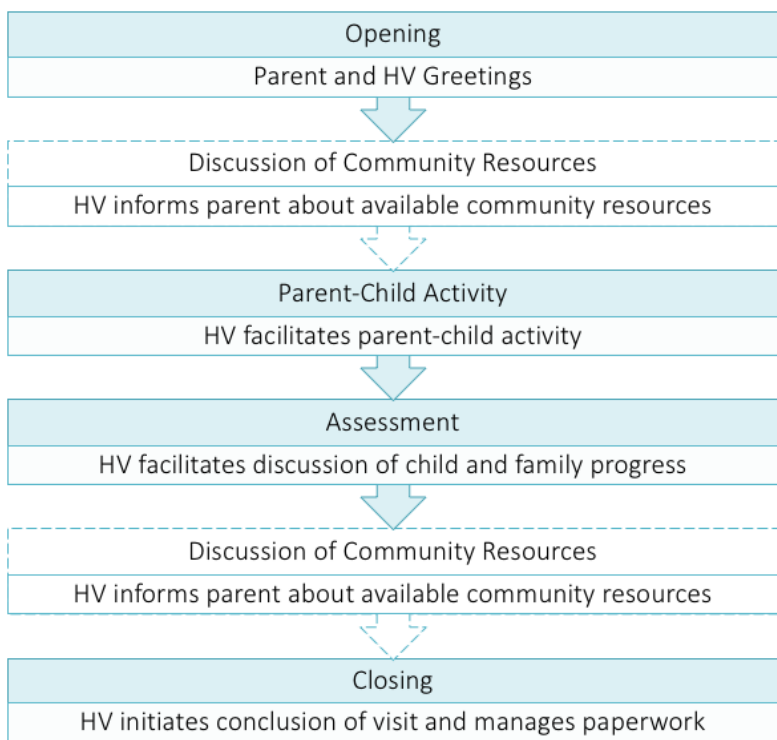 Opening
Parent and HV Greetings
Discussion of Community Resources
HV informs parent about available community resources
Parent-Child Activity
HV facilitates parent-child activity
Assessment
HV facilitates discussion of child and family progress
Discussion of Community Resources
HV informs parent about available community resources
Closing
HV initiates conclusion of visit and manages paperwork